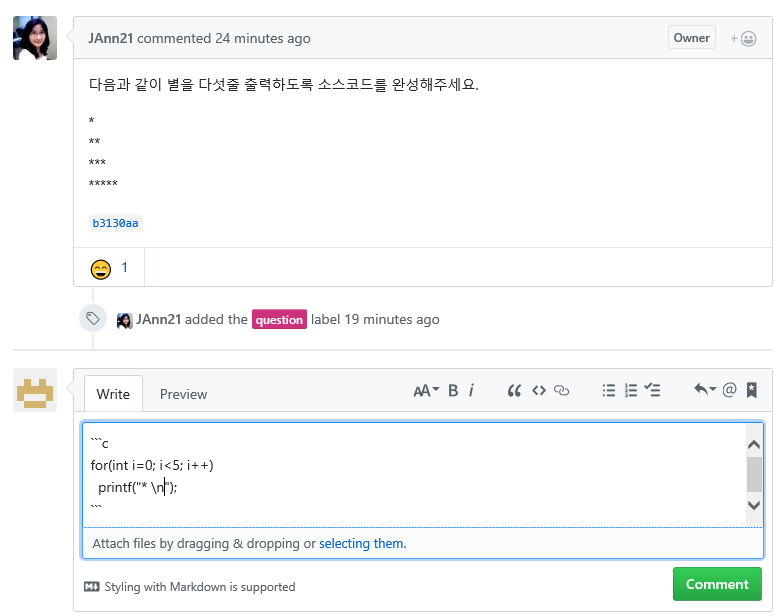 JAnn21 commented 24 minutes ago
Owner
+
다음과 같이 별을 다섯줄 출력하도록 소스코드를 완성해주세요.
*
**
***
*****
b3130aa
1
JAnn21 added the question label 19 minutes ago
Write
Preview
AA B i “ <> @
```c
for(int i=0; i<5; i++)
printf("* \n");
```
Attach files by dragging & dropping or selecting them.
M Styling with Markdown is supported
Comment